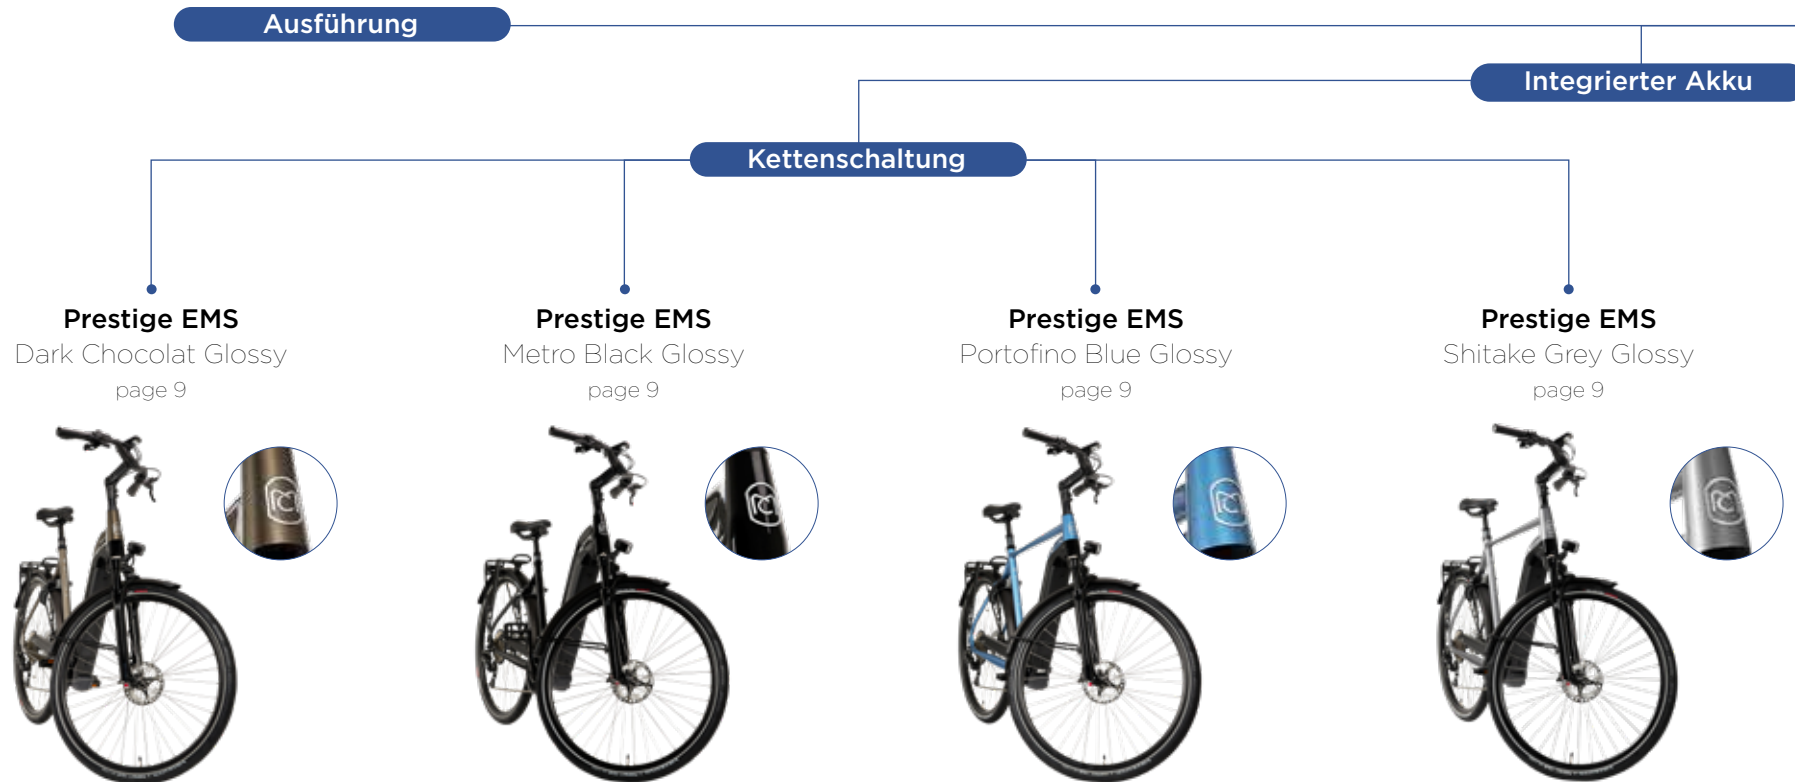 Ausführung
Integrierter Akku
Kettenschaltung
Prestige EMS
Dark Chocolat Glossy
page 9
Prestige EMS
Metro Black Glossy
page 9
Prestige EMS
Portofino Blue Glossy
page 9
Prestige EMS
Shitake Grey Glossy
page 9